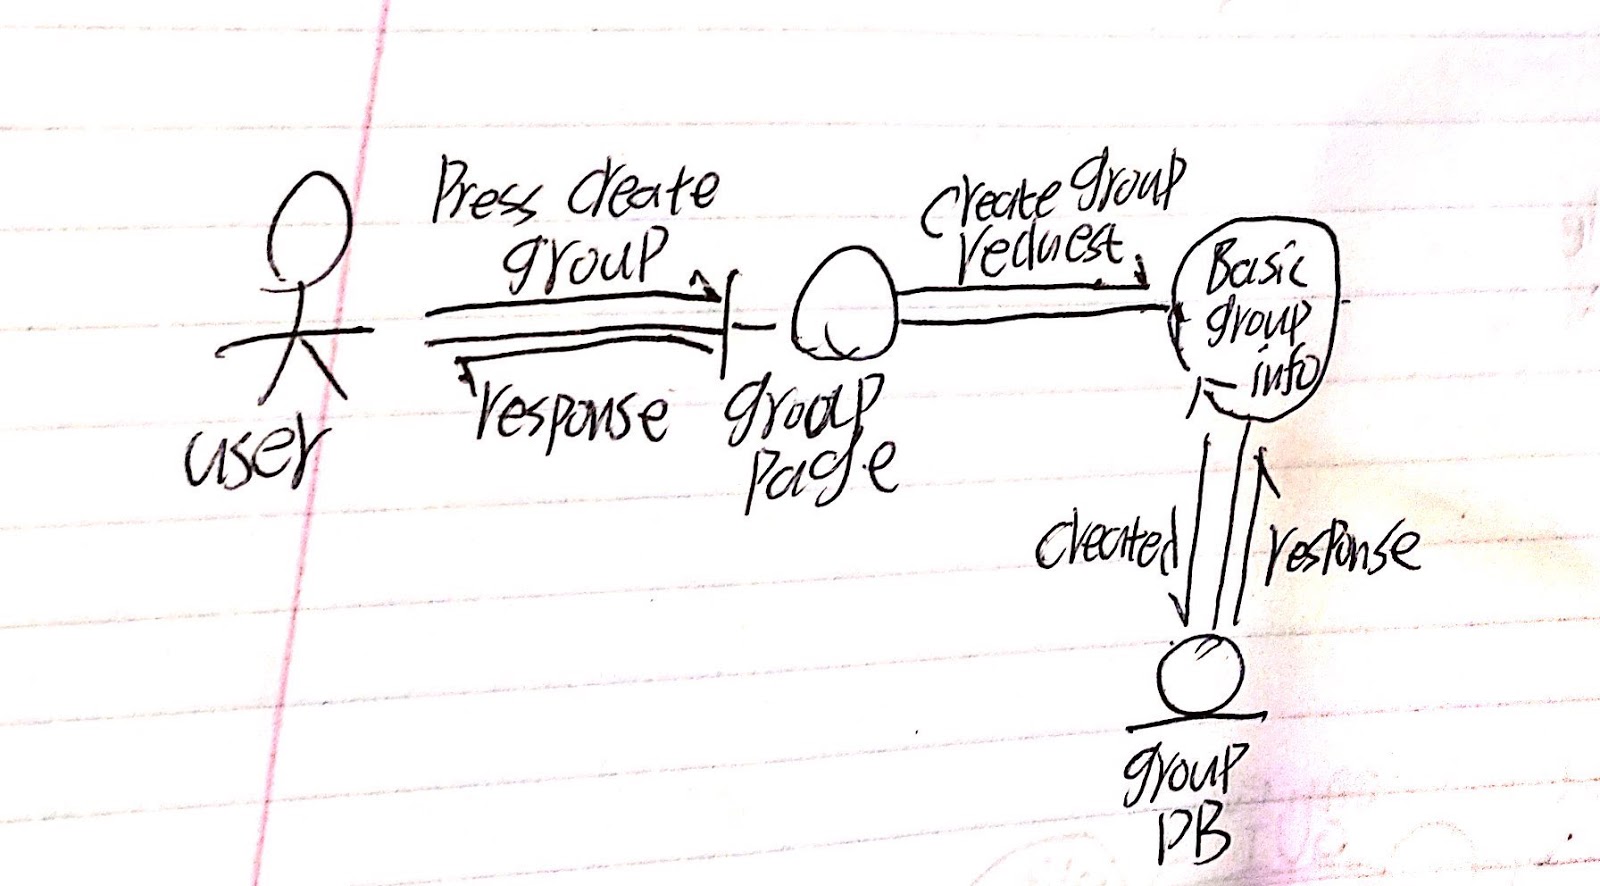 Press create
group
create group
request
Basic
group
info
user
response
group
page
created
response
group
DB